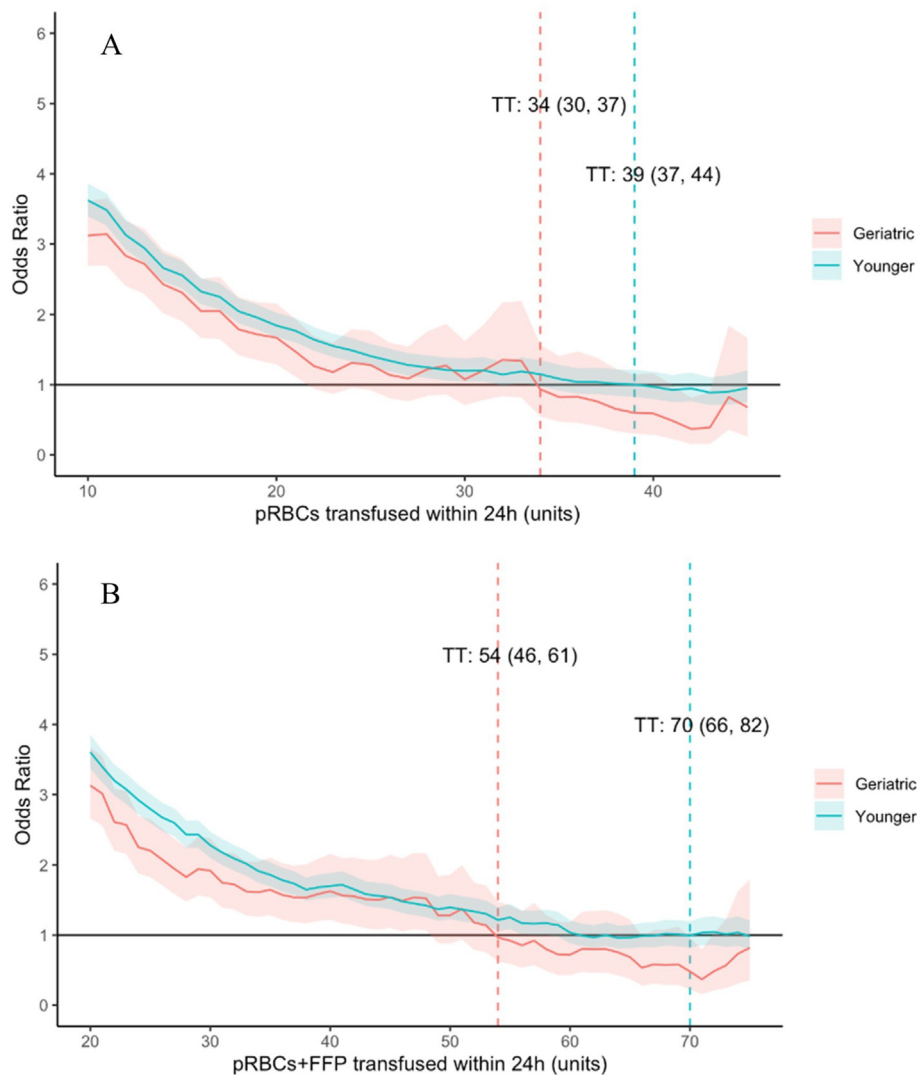 A
6
5
4
3
2
1
0
Odds Ratio
TT: 34 (30, 37)
TT: 39 (37, 44)
Geriatric
Younger
10
20
30
40
pRBCs transfused within 24h (units)
B
6
5
4
3
2
1
0
Odds Ratio
TT: 54 (46, 61)
TT: 70 (66, 82)
Geriatric
Younger
20
30
40
50
60
70
pRBCs+FFP transfused within 24h (units)